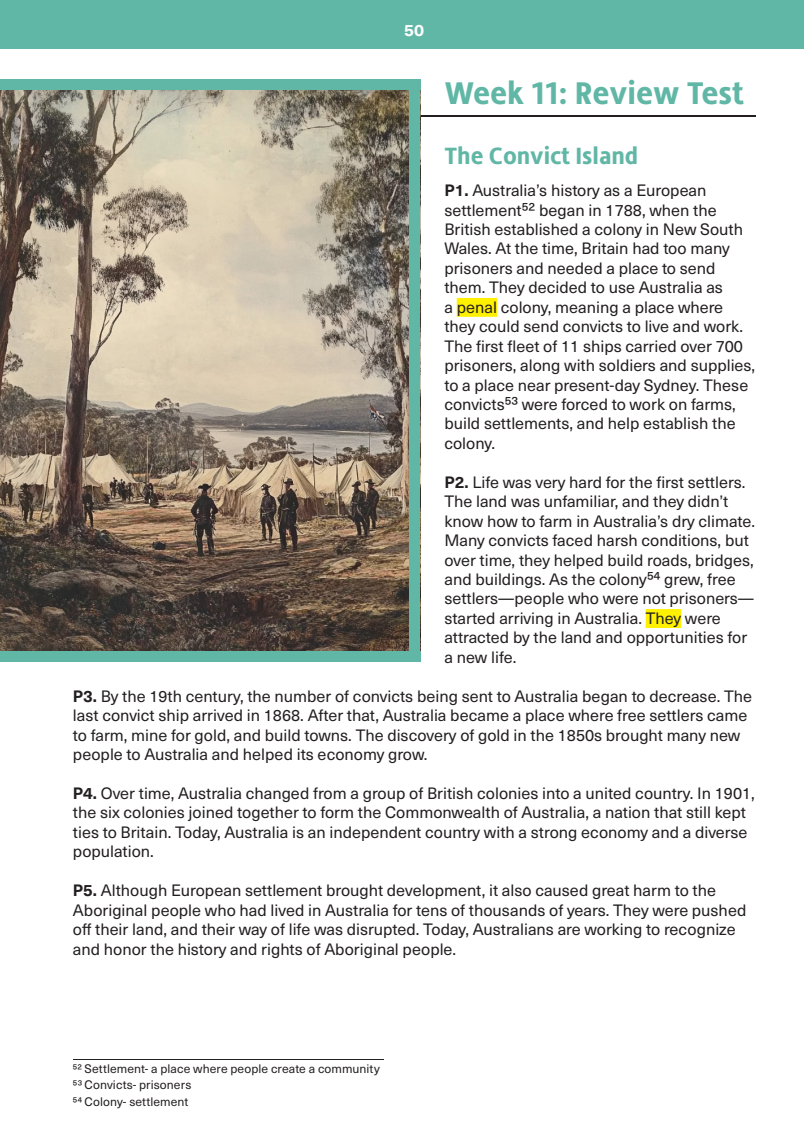 50
Week 11: Review Test
The Convict Island
P1. Australia's history as a European
settlement⁵² began in 1788, when the
British established a colony in New South
Wales. At the time, Britain had too many
prisoners and needed a place to send
them. They decided to use Australia as
a penal colony, meaning a place where
they could send convicts to live and work.
The first fleet of 11 ships carried over 700
prisoners, along with soldiers and supplies,
to a place near present-day Sydney. These
convicts⁵³ were forced to work on farms,
build settlements, and help establish the
colony.
P2. Life was very hard for the first settlers.
The land was unfamiliar, and they didn't
know how to farm in Australia's dry climate.
Many convicts faced harsh conditions, but
over time, they helped build roads, bridges,
and buildings. As the colony⁵⁴ grew, free
settlers—people who were not prisoners—
started arriving in Australia. They were
attracted by the land and opportunities for
a new life.
P3. By the 19th century, the number of convicts being sent to Australia began to decrease. The
last convict ship arrived in 1868. After that, Australia became a place where free settlers came
to farm, mine for gold, and build towns. The discovery of gold in the 1850s brought many new
people to Australia and helped its economy grow.
P4. Over time, Australia changed from a group of British colonies into a united country. In 1901,
the six colonies joined together to form the Commonwealth of Australia, a nation that still kept
ties to Britain. Today, Australia is an independent country with a strong economy and a diverse
population.
P5. Although European settlement brought development, it also caused great harm to the
Aboriginal people who had lived in Australia for tens of thousands of years. They were pushed
off their land, and their way of life was disrupted. Today, Australians are working to recognize
and honor the history and rights of Aboriginal people.
⁵² Settlement- a place where people create a community
⁵³ Convicts- prisoners
⁵⁴ Colony- settlement